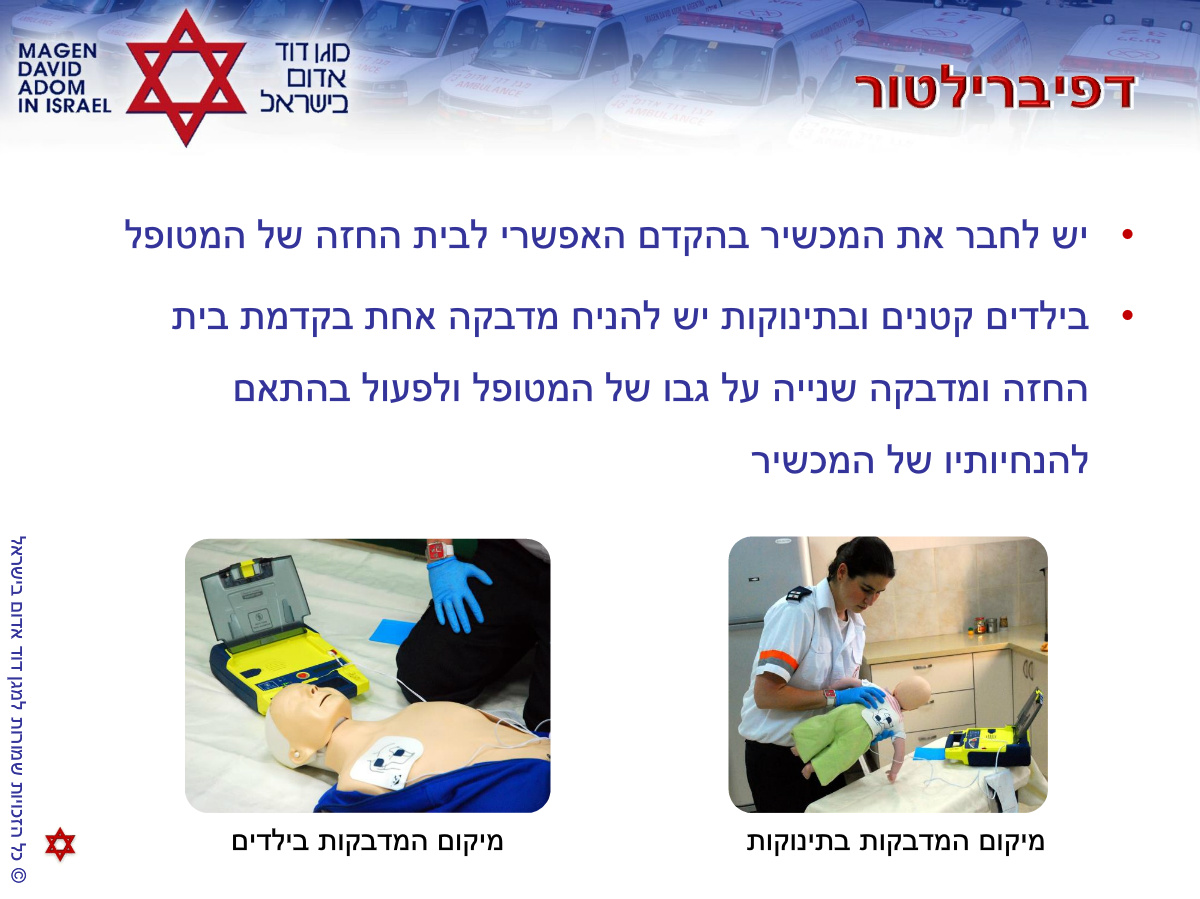 MAGEN
DAVID
ADOM
IN ISRAEL
מגן דוד
אדום
בישראל
דפיברילטור
• יש לחבר את המכשיר בהקדם האפשרי לבית החזה של המטופל
• בילדים קטנים ובתינוקות יש להניח מדבקה אחת בקדמת בית
החזה ומדבקה שנייה על גבו של המטופל ולפעול בהתאם
להנחיותיו של המכשיר
מיקום המדבקות בתינוקות
מיקום המדבקות בילדים
© כל הזכויות שמורות למגן דוד אדום בישראל